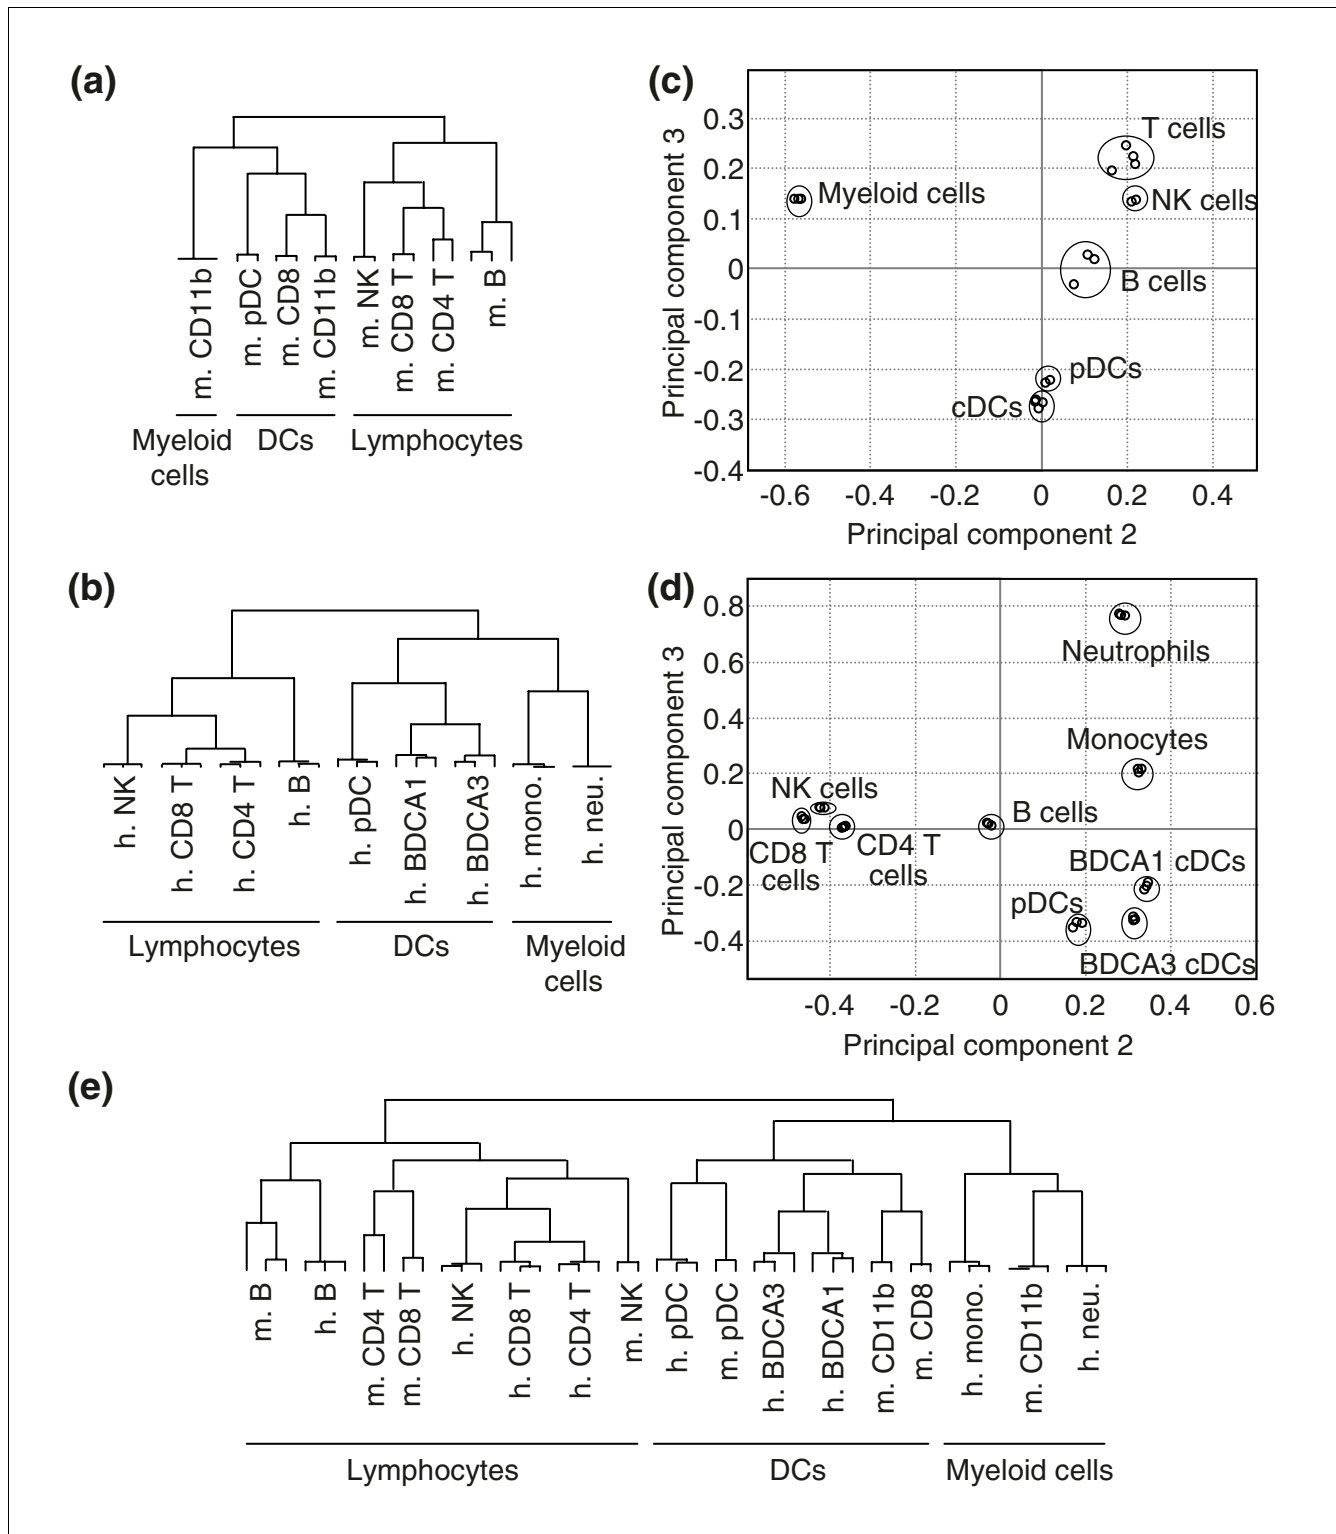 (a)
m. CD11b
m. pDC
m. CD8
m. CD11b
m. NK
m. CD8 T
m. CD4 T
m. B
Myeloid
cells
DCs
Lymphocytes
(c)
Principal component 3
0.3
0.2
0.1
0
-0.1
-0.2
-0.3
-0.4
T cells
Myeloid cells
NK cells
B cells
pDCs
cDCs
-0.6
-0.4
-0.2
0
0.2
0.4
Principal component 2
(b)
h. NK
h. CD8 T
h. CD4 T
h. B
h. pDC
h. BDCA1
h. BDCA3
h. mono.
h. neu.
Lymphocytes
DCs
Myeloid
cells
(d)
Principal component 3
0.8
0.6
0.4
0.2
0
-0.2
-0.4
Neutrophils
Monocytes
NK cells
B cells
CD8 T
cells
CD4 T
cells
BDCA1 cDCs
pDCs
BDCA3 cDCs
-0.4
-0.2
0
0.2
0.4
0.6
Principal component 2
(e)
m. B
h. B
m. CD4 T
m. CD8 T
h. NK
h. CD8 T
h. CD4 T
m. NK
h. pDC
m. pDC
h. BDCA3
h. BDCA1
m. CD11b
m. CD8
h. mono.
m. CD11b
h. neu.
Lymphocytes
DCs
Myeloid cells